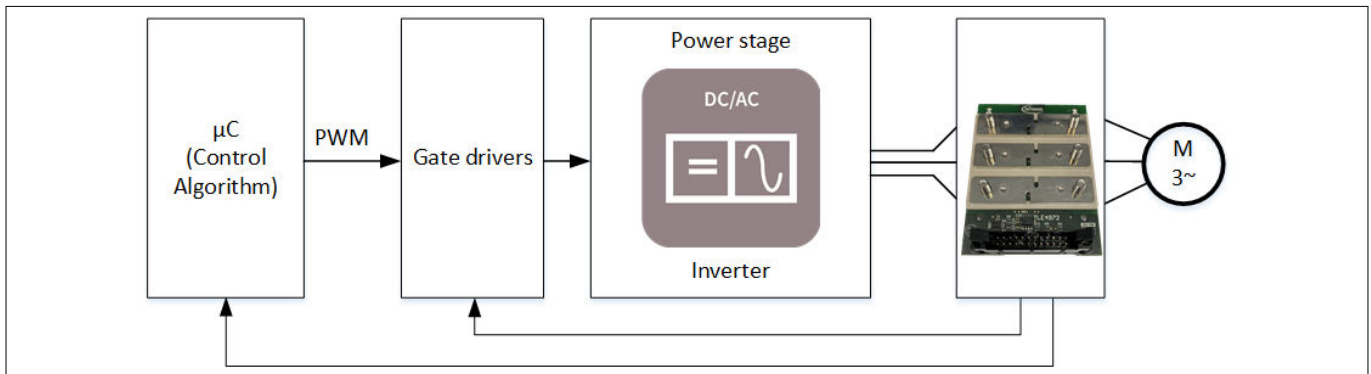 µC
(Control
Algorithm)
PWM
Gate drivers
Power stage
DC/AC
Inverter
M
3~